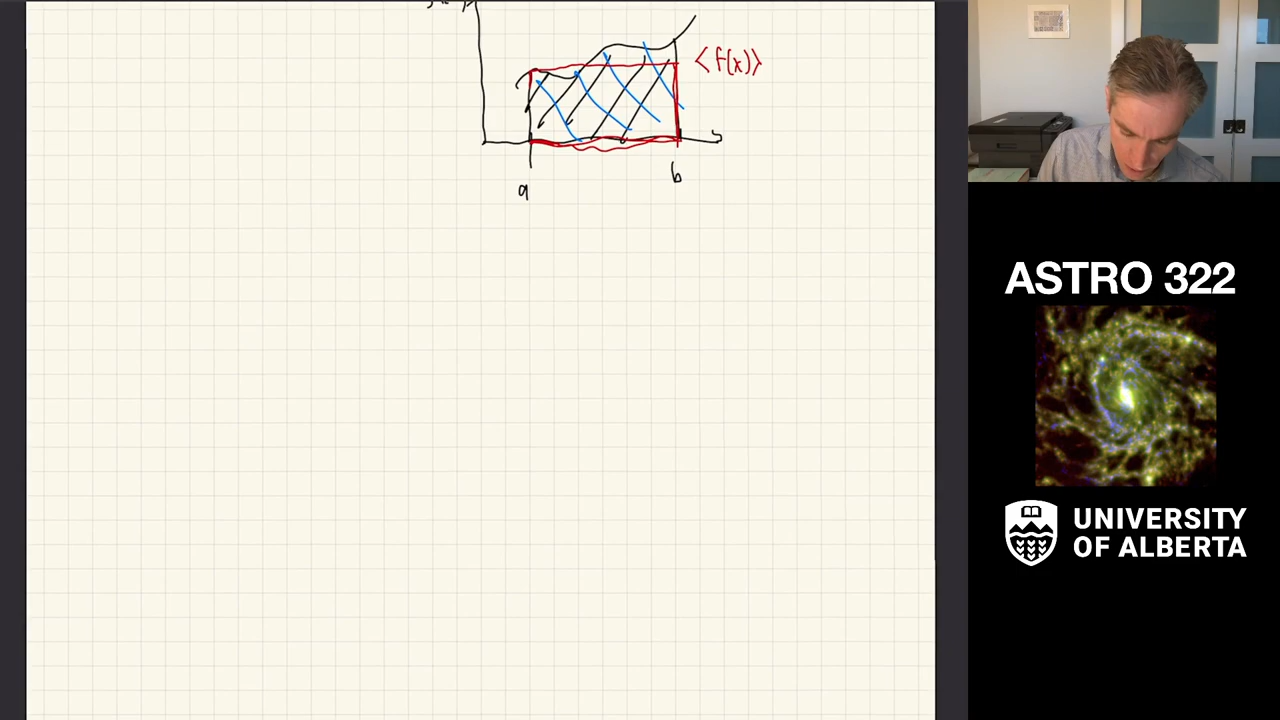 ⟨f(x)⟩
a
b
ASTRO 322
UNIVERSITY
OF ALBERTA